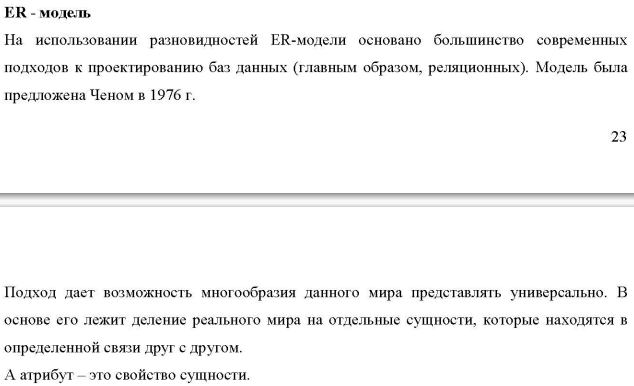 ER - модель
На использовании разновидностей ER-модели основано большинство современных
подходов к проектированию баз данных (главным образом, реляционных). Модель была
предложена Ченом в 1976 г.
23
Подход дает возможность многообразия данного мира представлять универсально. В
основе его лежит деление реального мира на отдельные сущности, которые находятся в
определенной связи друг с другом.
А атрибут – это свойство сущности.